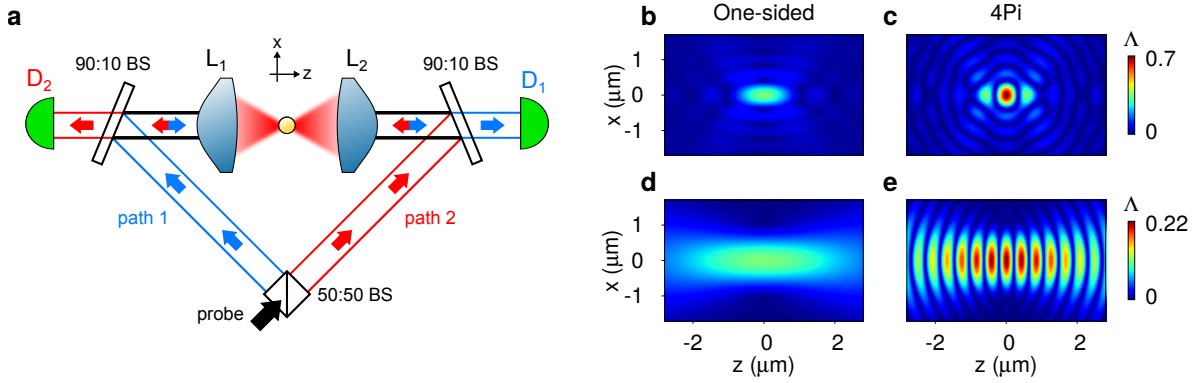 a
x
z
90:10 BS
L1
L2
90:10 BS
D2
D1
path 1
path 2
probe
50:50 BS
b
One-sided
c
4Pi
Λ
0.7
0
x (μm)
1
0
-1
d
e
Λ
0.22
0
x (μm)
1
0
-1
-2
0
2
z (μm)
-2
0
2
z (μm)